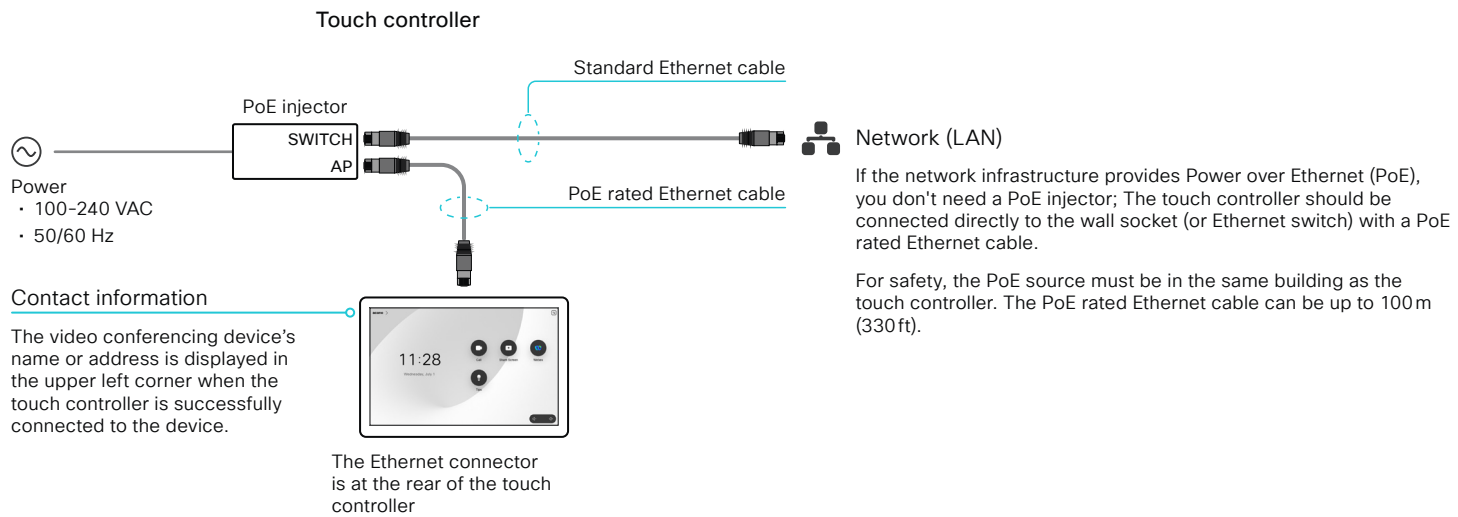 Touch controller
Standard Ethernet cable
PoE injector
SWITCH
AP
Power
· 100–240 VAC
· 50/60 Hz
PoE rated Ethernet cable
Network (LAN)
If the network infrastructure provides Power over Ethernet (PoE),
you don't need a PoE injector; The touch controller should be
connected directly to the wall socket (or Ethernet switch) with a PoE
rated Ethernet cable.
For safety, the PoE source must be in the same building as the
touch controller. The PoE rated Ethernet cable can be up to 100 m
(330 ft).
Contact information
The video conferencing device's
name or address is displayed in
the upper left corner when the
touch controller is successfully
connected to the device.
11:28
Call
The Ethernet connector
is at the rear of the touch
controller